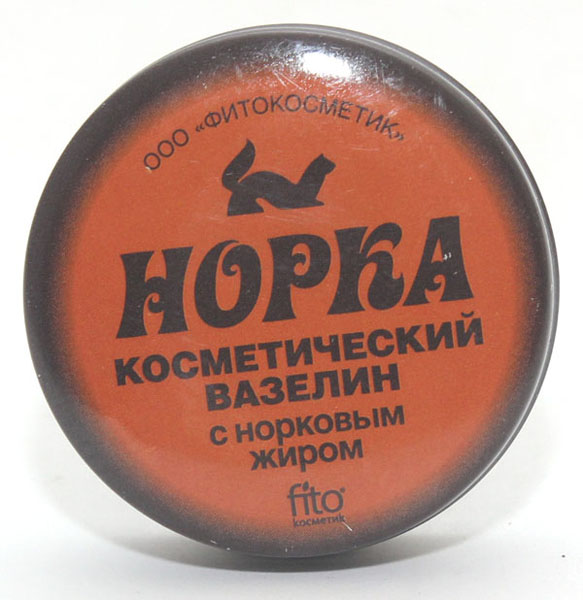 ООО «ФИТОКОСМЕТИК»
НОРКА
КОСМЕТИЧЕСКИЙ
ВАЗЕЛИН
С НОРКОВЫМ
ЖИРОМ
fito®
косметик